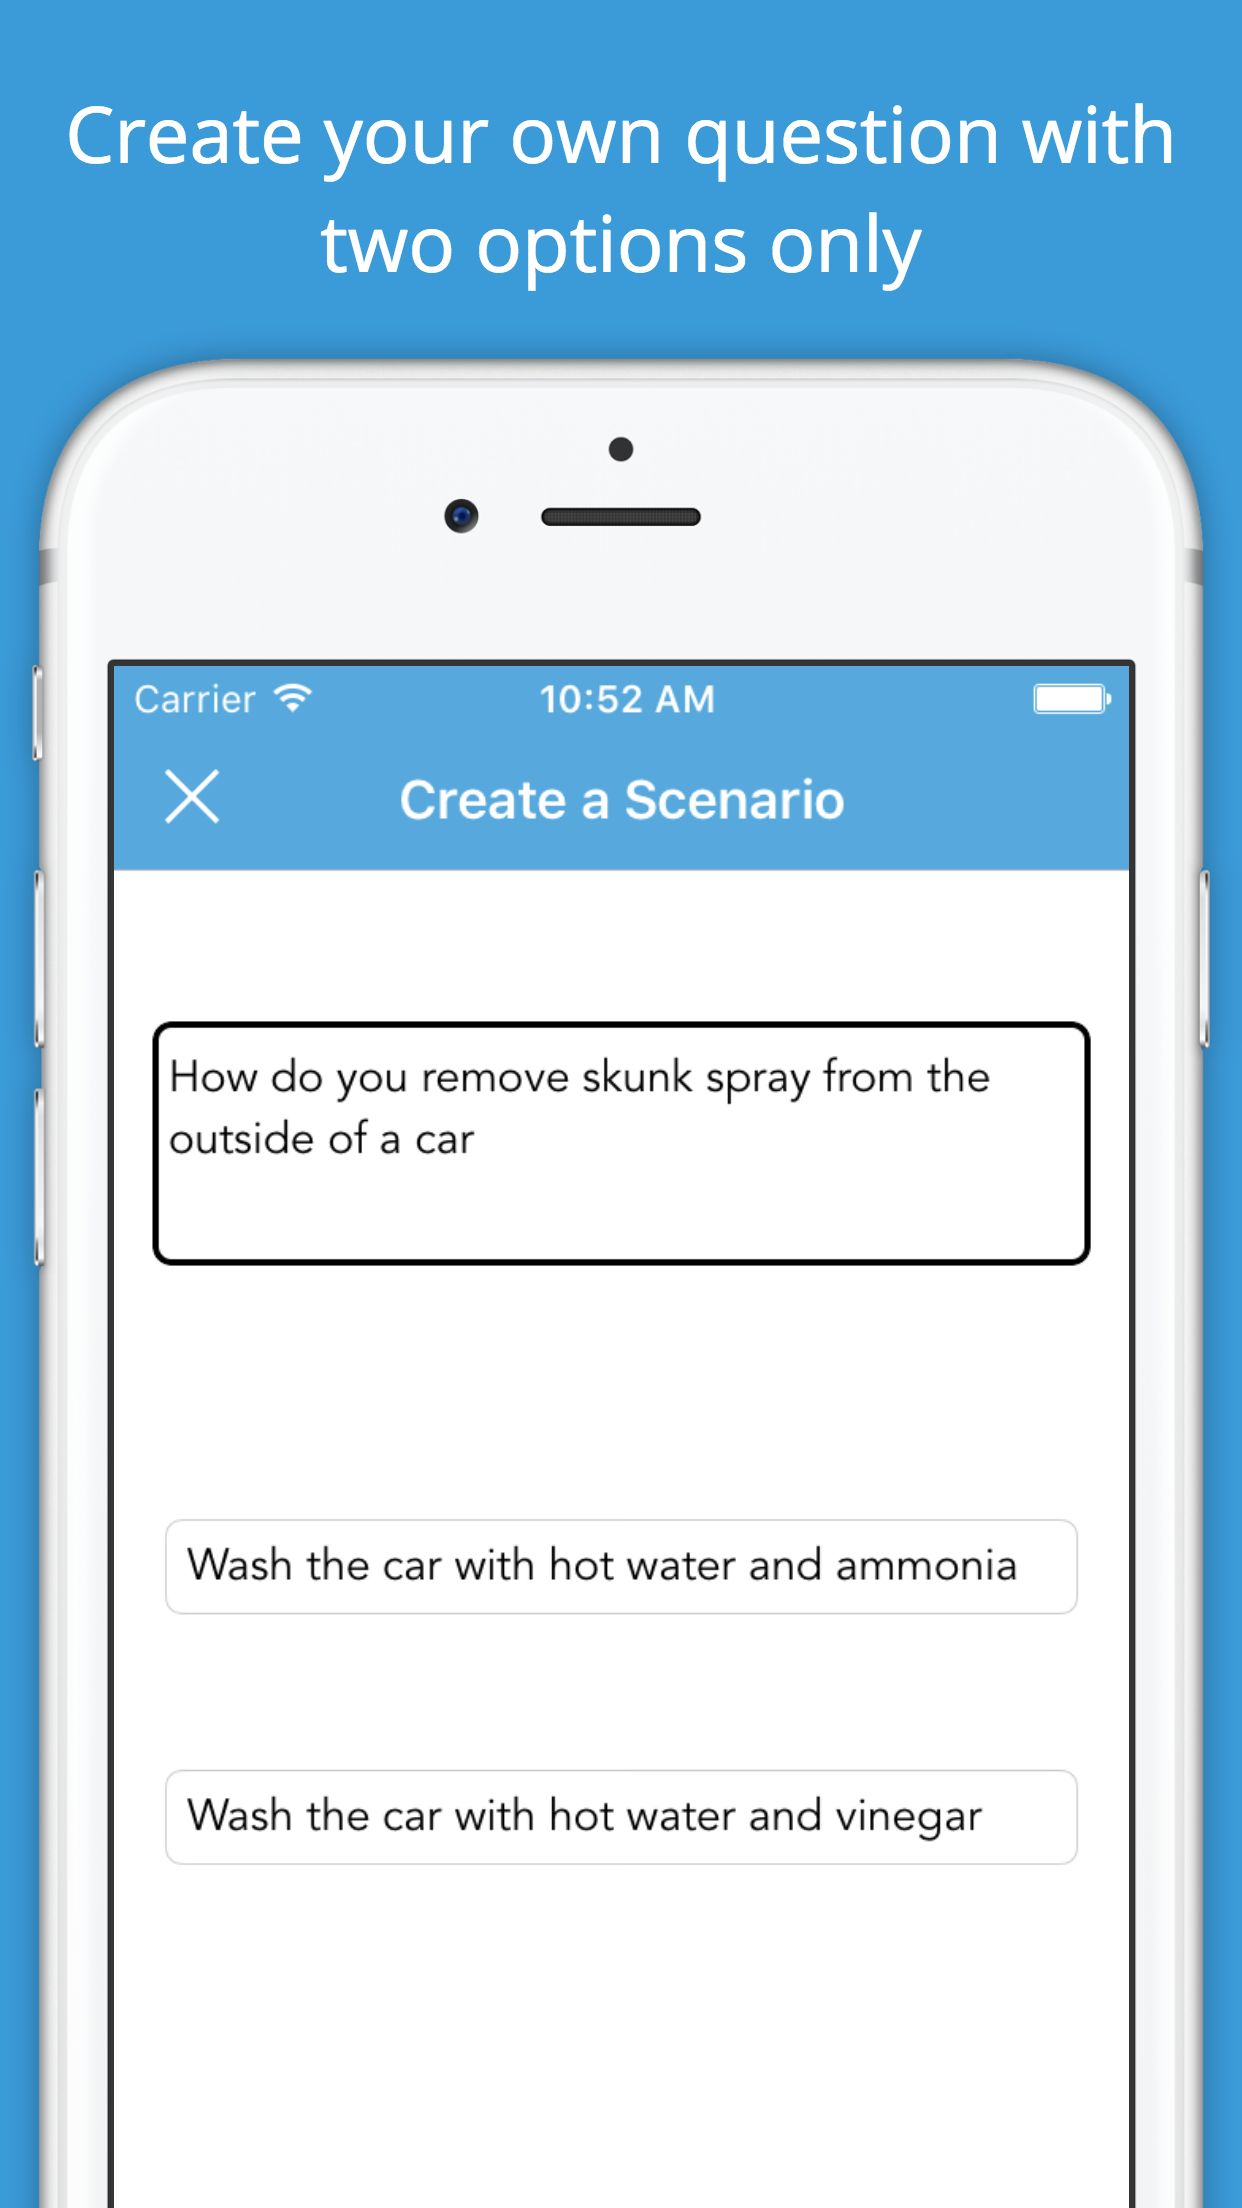 Create your own question with
two options only
Carrier
10:52 AM
Create a Scenario
How do you remove skunk spray from the
outside of a car
Wash the car with hot water and ammonia
Wash the car with hot water and vinegar